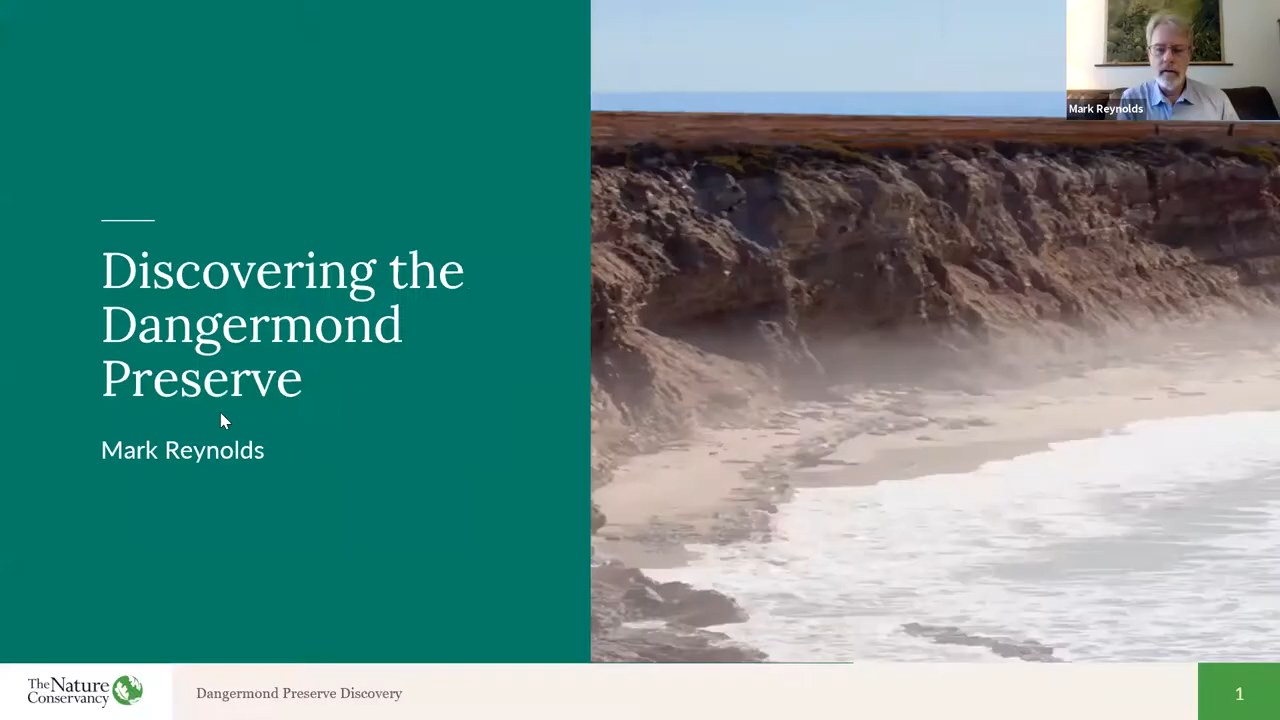 Mark Reynolds
Discovering the
Dangermond
Preserve
Mark Reynolds
The Nature
Conservancy
Dangermond Preserve Discovery
1